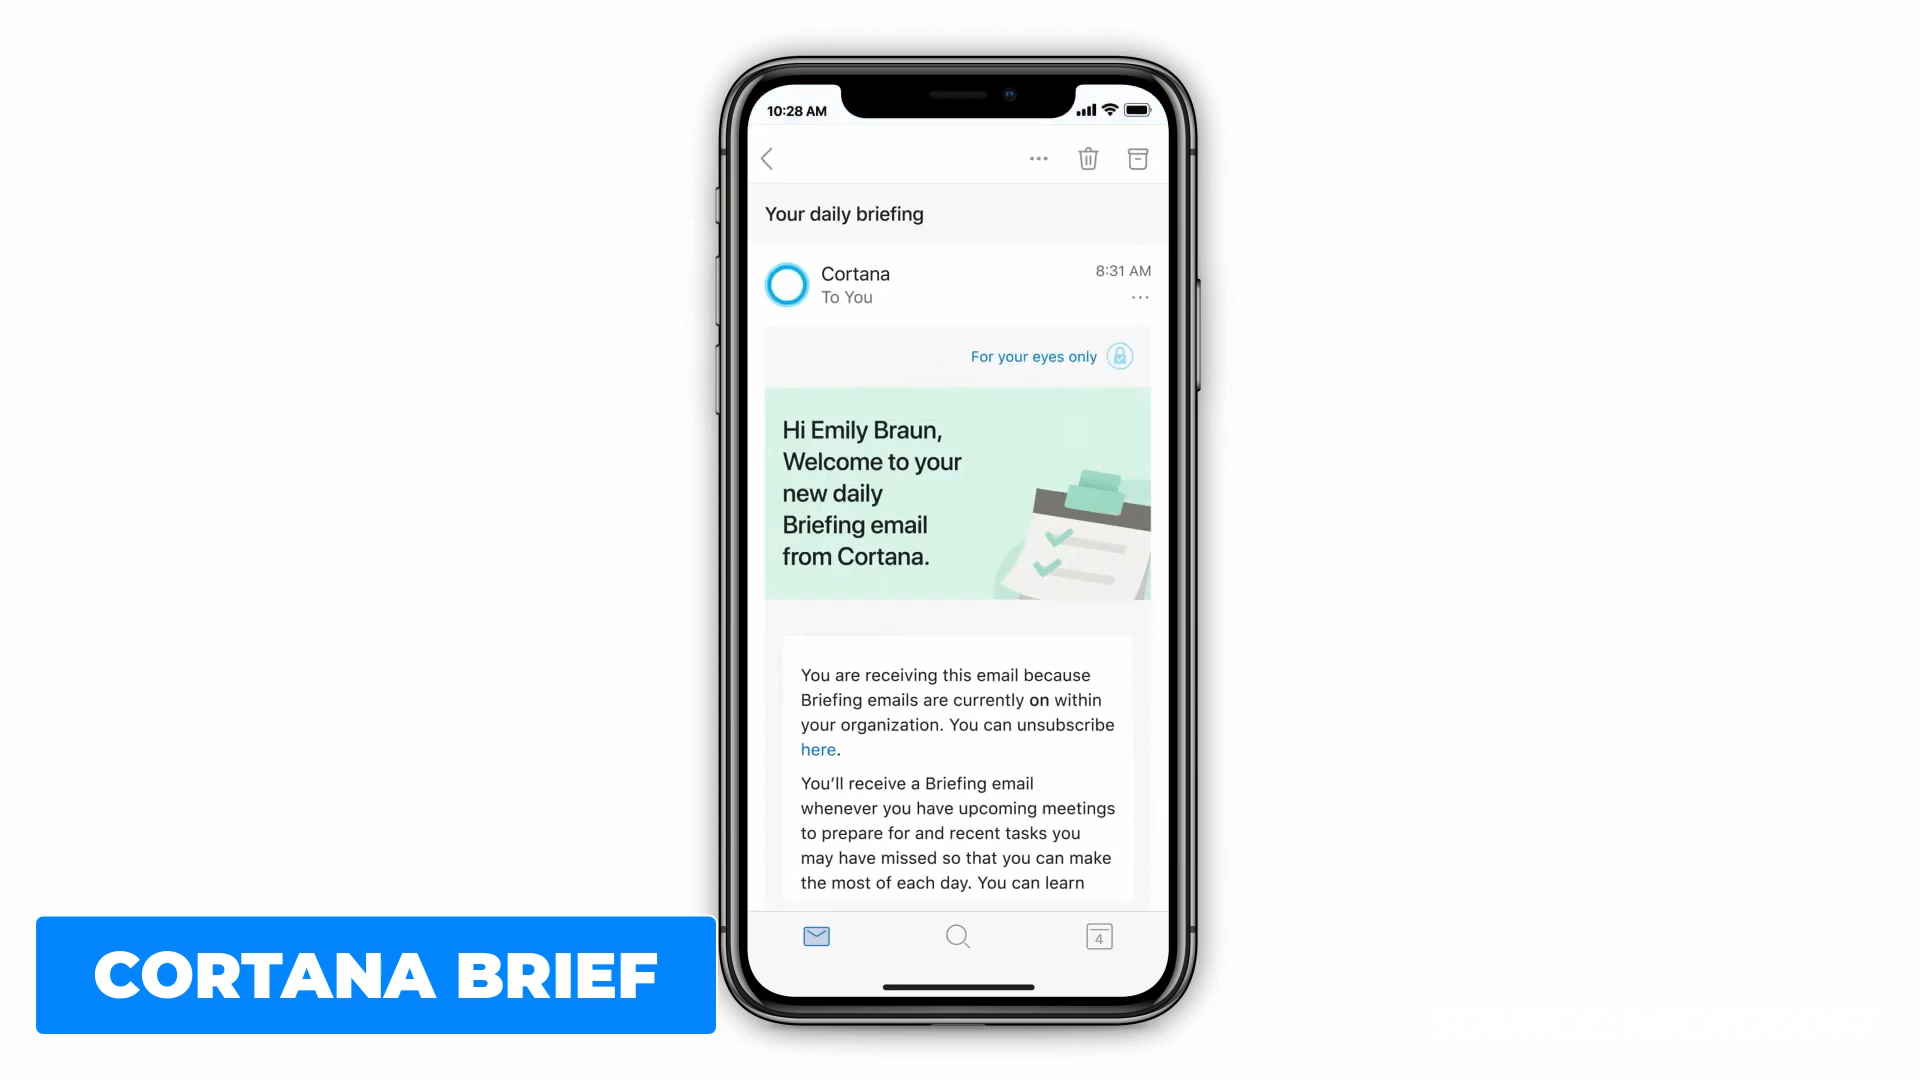 10:28 AM
Your daily briefing
Cortana
8:31 AM
To You
For your eyes only
Hi Emily Braun,
Welcome to your
new daily
Briefing email
from Cortana.
You are receiving this email because
Briefing emails are currently on within
your organization. You can unsubscribe
here.
You’ll receive a Briefing email
whenever you have upcoming meetings
to prepare for and recent tasks you
may have missed so that you can make
the most of each day. You can learn
4
CORTANA BRIEF